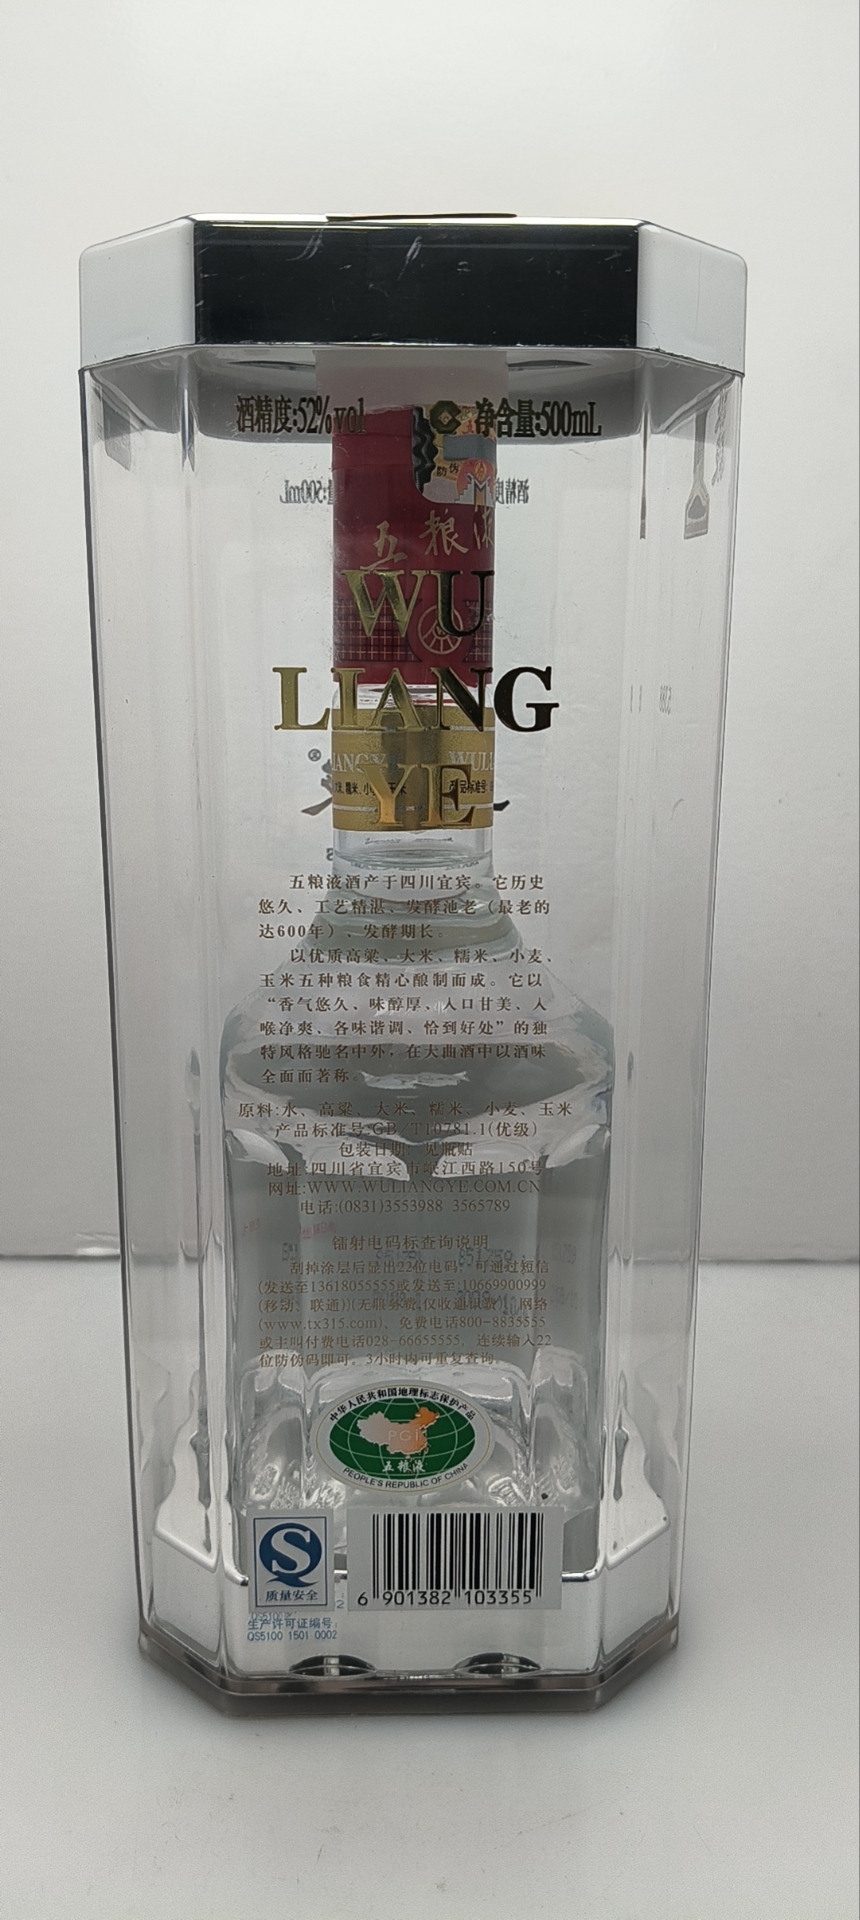 酒精度:52%vol 净含量:500mL
防伪
五粮液
WU
LIANG
YE
五粮液酒产于四川宜宾。它历史
悠久、工艺精湛、发酵池老（最老的
达600年）、发酵期长。
以优质高粱、大米、糯米、小麦、
玉米五种粮食精心酿制而成。它以
“香气悠久、味醇厚、入口甘美、入
喉净爽、各味谐调、恰到好处”的独
特风格驰名中外，在大曲酒中以酒味
全面而著称。
原料:水、高粱、大米、糯米、小麦、玉米
产品标准号:GB/T10781.1(优级)
包装日期：见瓶贴
地址:四川省宜宾市岷江西路150号
网址:WWW.WULIANGYE.COM.CN
电话:(0831)3553988 3565789
镭射电码标查询说明
刮掉涂层后显出22位电码：可通过短信
(发送至13618055555或发送至:10669900999
(移动、联通))(无服务费,仅收通讯费)、网络
(www.tx315.com)、免费电话800-8835555
或主叫付费电话028-66655555，连续输入22
位防伪码即可。3小时内可重复查询。
中华人民共和国地理标志保护产品
PGI
五粮液
PEOPLE'S REPUBLIC OF CHINA
质量安全
6 901382 103355
生产许可证编号:
QS5100 1501 0002